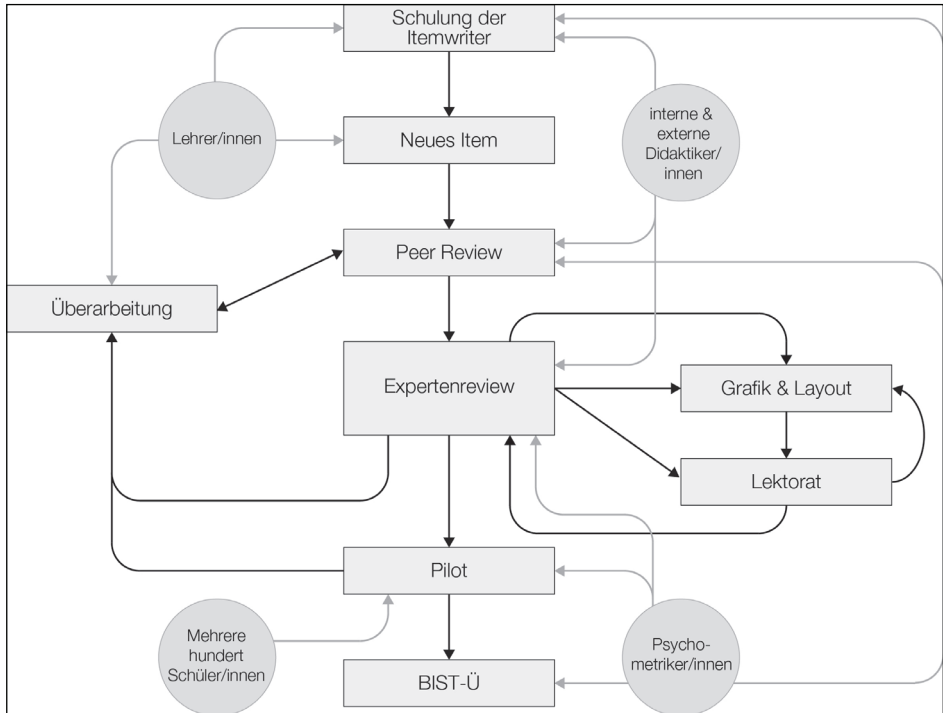 Schulung der
Itemwriter
Lehrer/innen
Neues Item
interne &
externe
Didaktiker/
innen
Peer Review
Überarbeitung
Expertenreview
Grafik & Layout
Lektorat
Pilot
Mehrere
hundert
Schüler/innen
Psycho-
metriker/innen
BIST-Ü